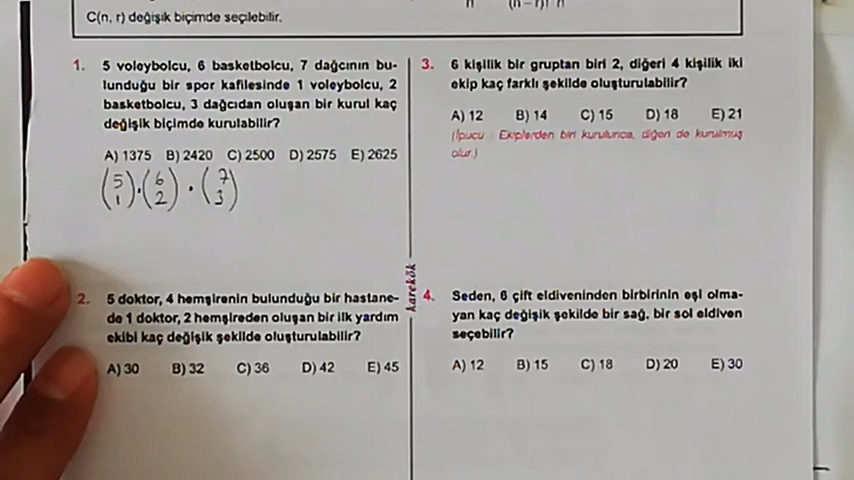 C(n, r) değişik biçimde seçilebilir.
1. 5 voleybolcu, 6 basketbolcu, 7 dağcının bu-
lunduğu bir spor kafilesinde 1 voleybolcu, 2
basketbolcu, 3 dağcıdan oluşan bir kurul kaç
değişik biçimde kurulabilir?
A) 1375 B) 2420 C) 2500 D) 2575 E) 2625
(5 1).(6 2).(7 3)
2. 5 doktor, 4 hemşirenin bulunduğu bir hastane-
de 1 doktor, 2 hemşireden oluşan bir ilk yardım
ekibi kaç değişik şekilde oluşturulabilir?
A) 30 B) 32 C) 36 D) 42 E) 45
karekök
3. 6 kişilik bir gruptan biri 2, diğeri 4 kişilik iki
ekip kaç farklı şekilde oluşturulabilir?
A) 12 B) 14 C) 15 D) 18 E) 21
(İpucu : Ekiplerden biri kurulunca, diğeri de kurulmuş
olur.)
4. Seden, 6 çift eldiveninden birbirinin eşi olma-
yan kaç değişik şekilde bir sağ, bir sol eldiven
seçebilir?
A) 12 B) 15 C) 18 D) 20 E) 30